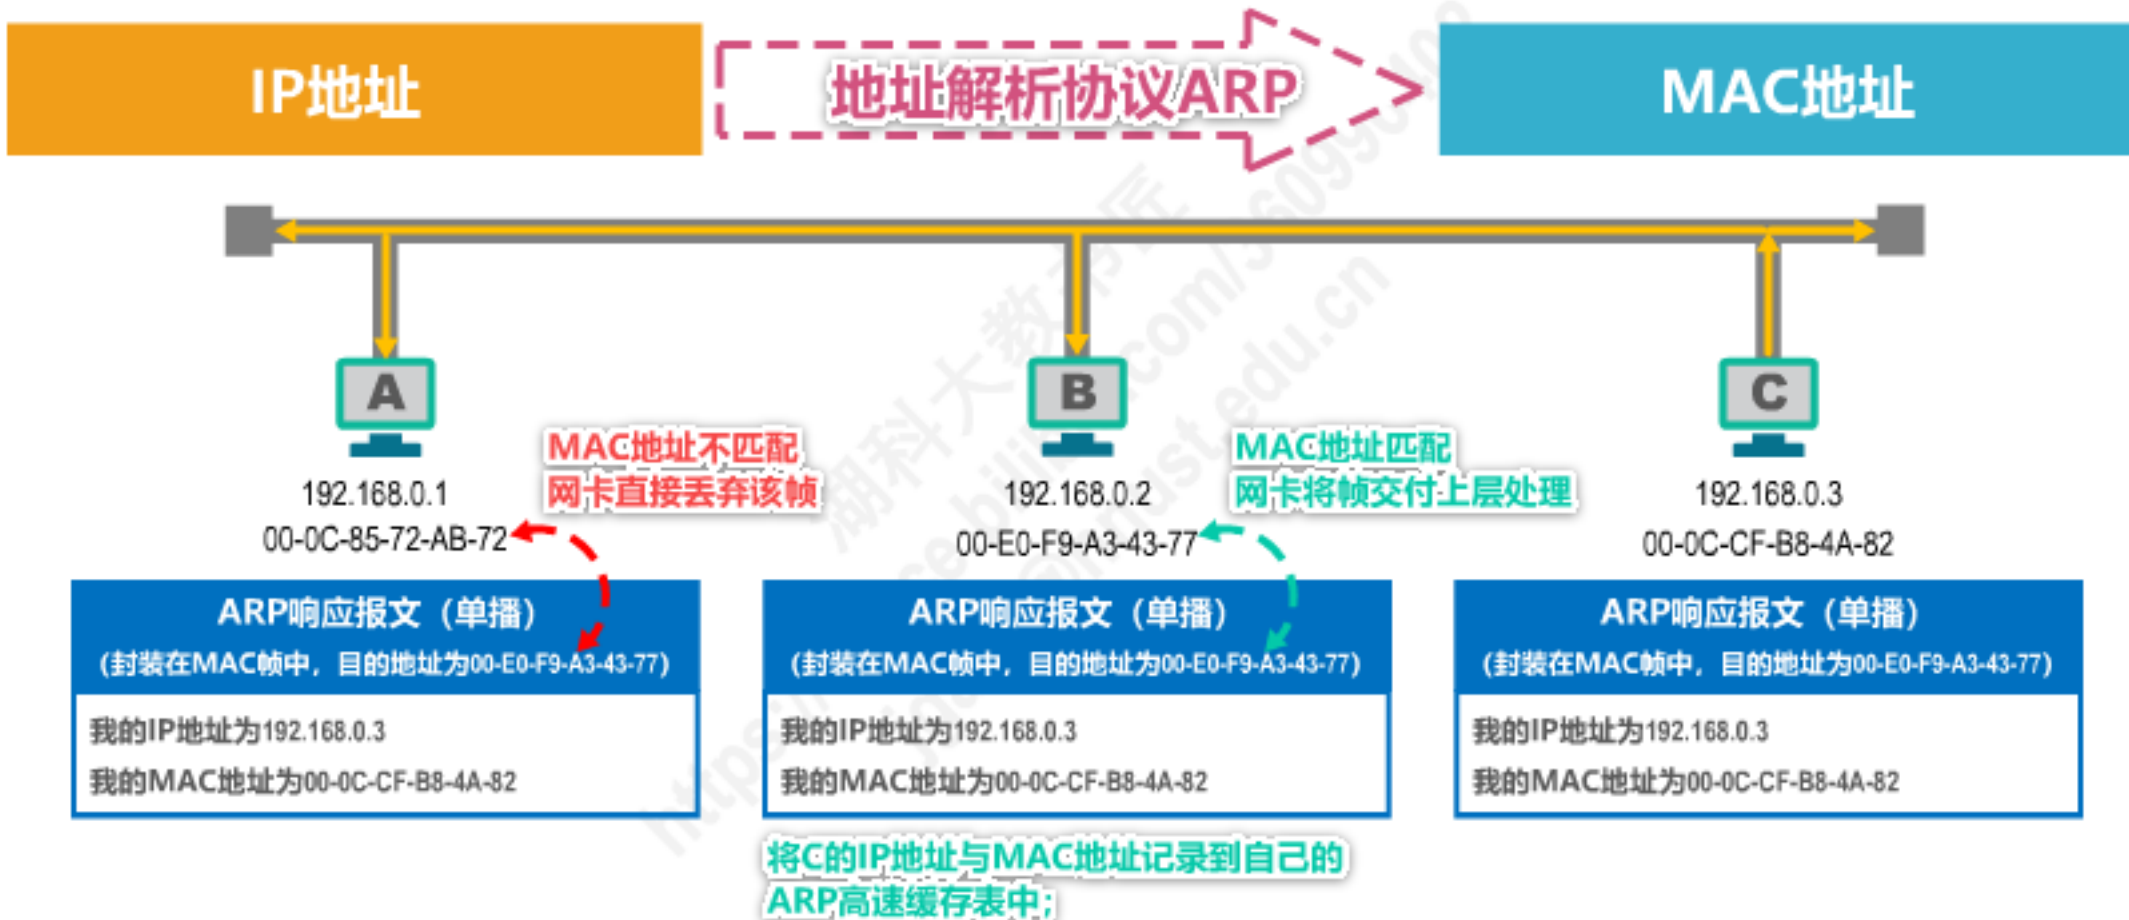 IP地址
地址解析协议ARP
MAC地址
A
B
C
MAC地址不匹配
网卡直接丢弃该帧
MAC地址匹配
网卡将帧交付上层处理
192.168.0.1
00-0C-85-72-AB-72
192.168.0.2
00-E0-F9-A3-43-77
192.168.0.3
00-0C-CF-B8-4A-82
ARP响应报文（单播）
(封装在MAC帧中，目的地址为00-E0-F9-A3-43-77)
我的IP地址为192.168.0.3
我的MAC地址为00-0C-CF-B8-4A-82
ARP响应报文（单播）
(封装在MAC帧中，目的地址为00-E0-F9-A3-43-77)
我的IP地址为192.168.0.3
我的MAC地址为00-0C-CF-B8-4A-82
ARP响应报文（单播）
(封装在MAC帧中，目的地址为00-E0-F9-A3-43-77)
我的IP地址为192.168.0.3
我的MAC地址为00-0C-CF-B8-4A-82
将C的IP地址与MAC地址记录到自己的
ARP高速缓存表中；
湖科大教书匠